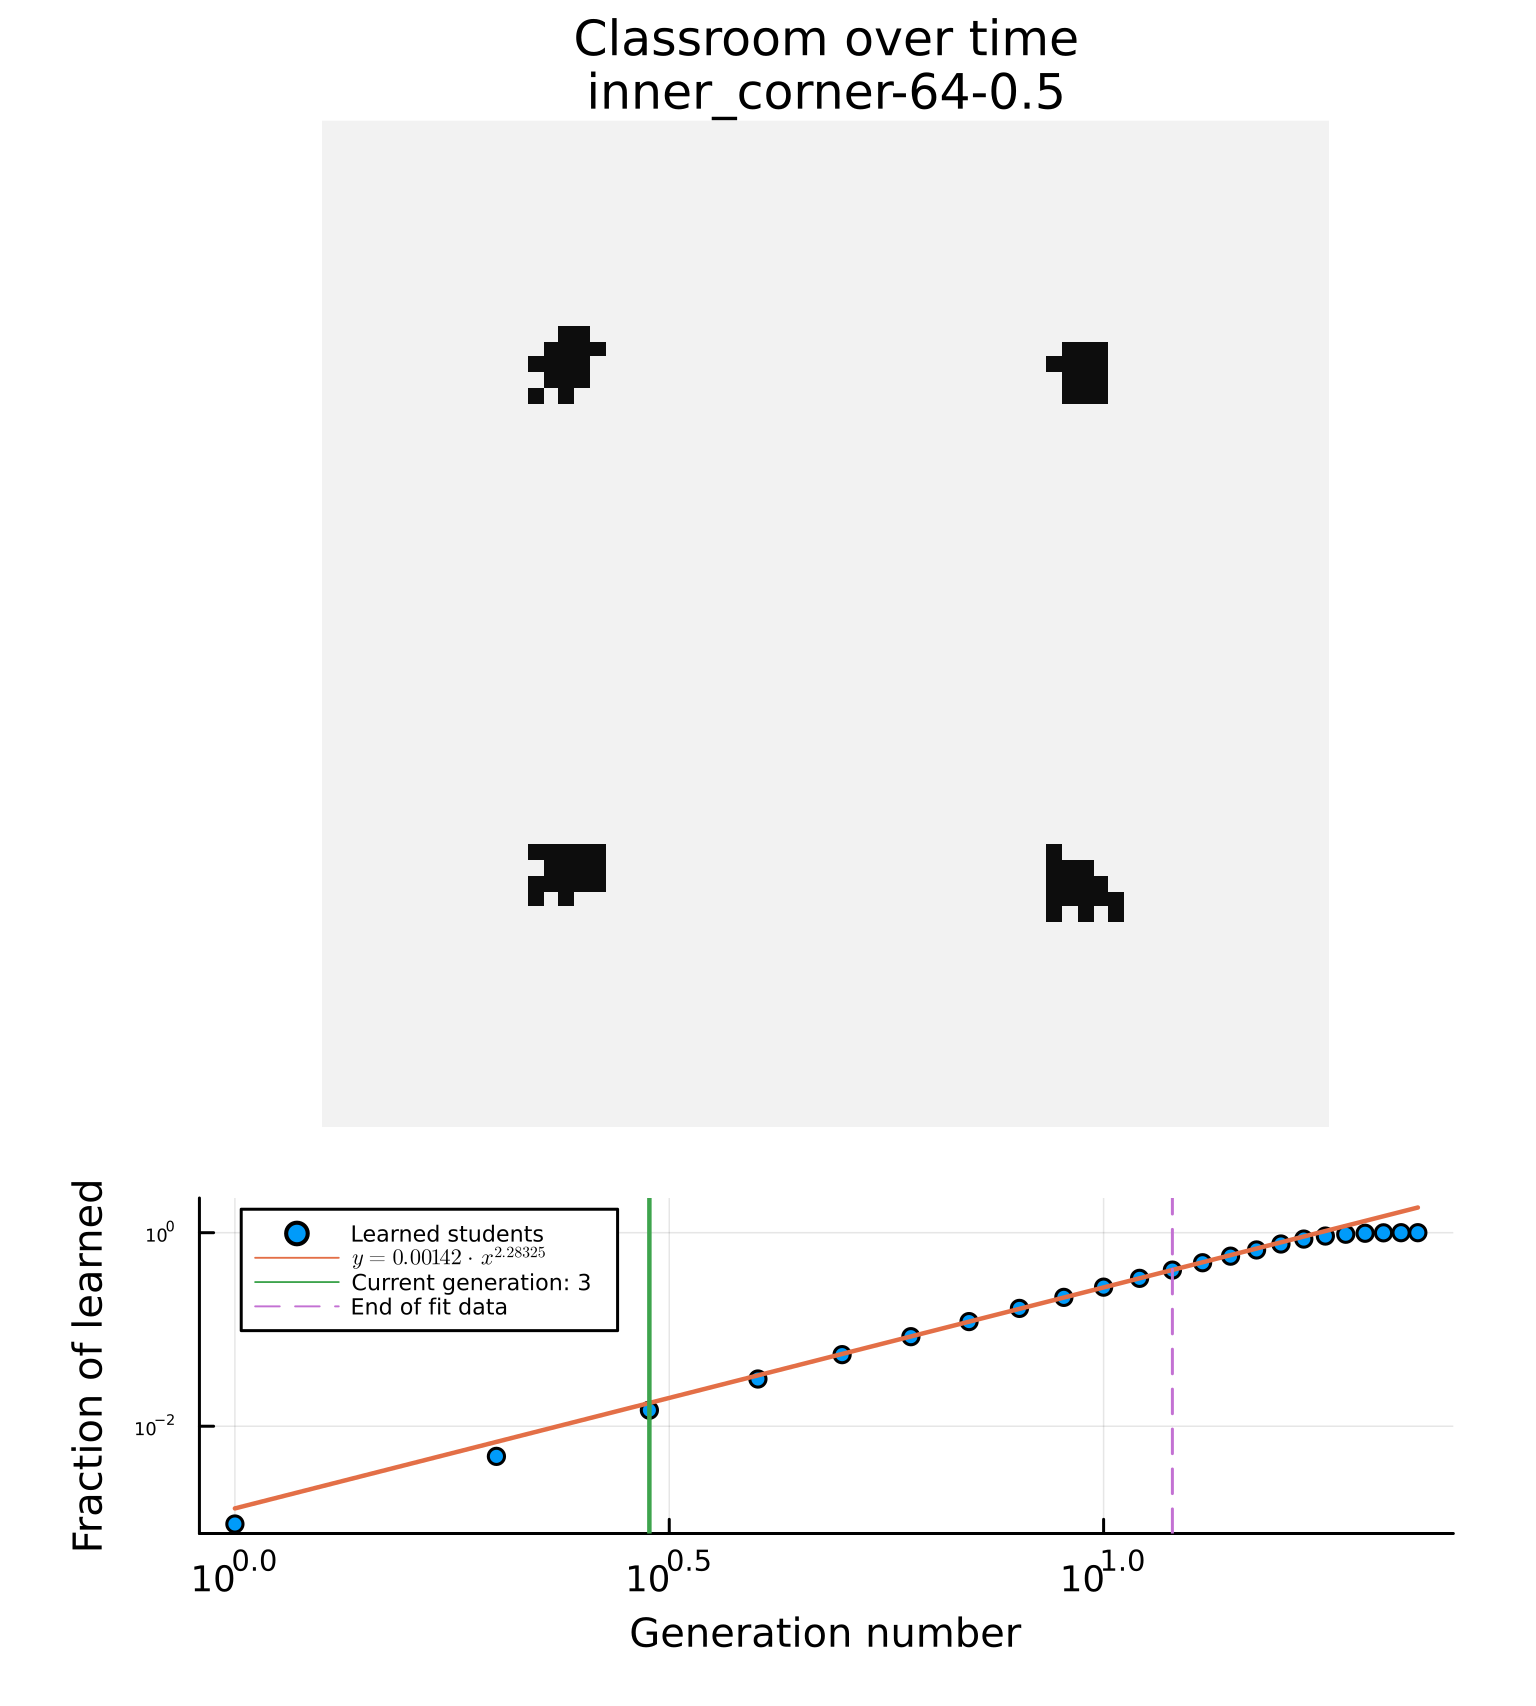 Classroom over time
inner_corner-64-0.5
Fraction of learned
10^0
10^−2
Learned students
y = 0.00142 · x^2.28325
Current generation: 3
End of fit data
10^0.0
10^0.5
10^1.0
Generation number